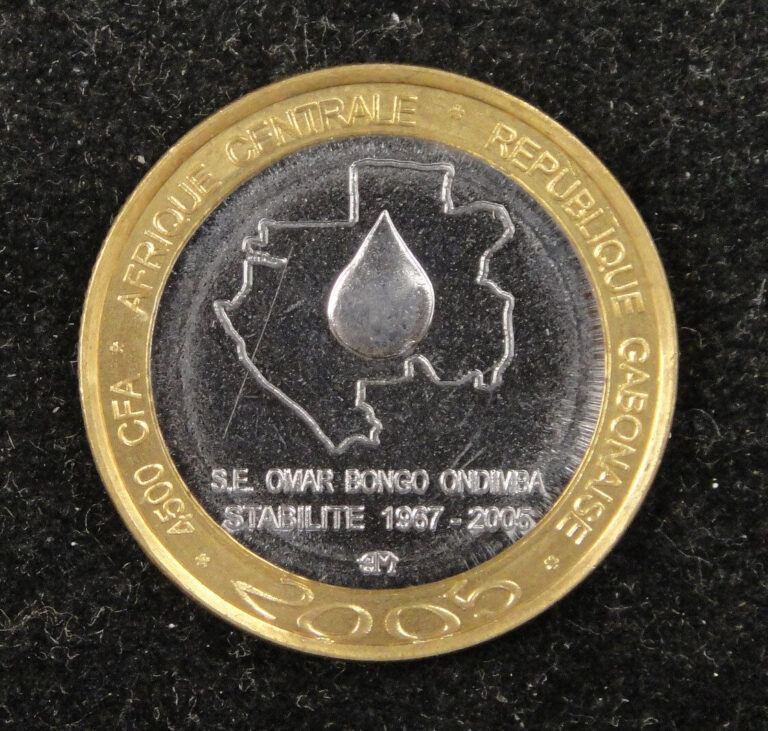 4500 CFA * AFRIQUE CENTRALE * REPUBLIQUE GABONAISE *
S.E. OMAR BONGO ONDIMBA
STABILITE 1967 - 2005
* 2005